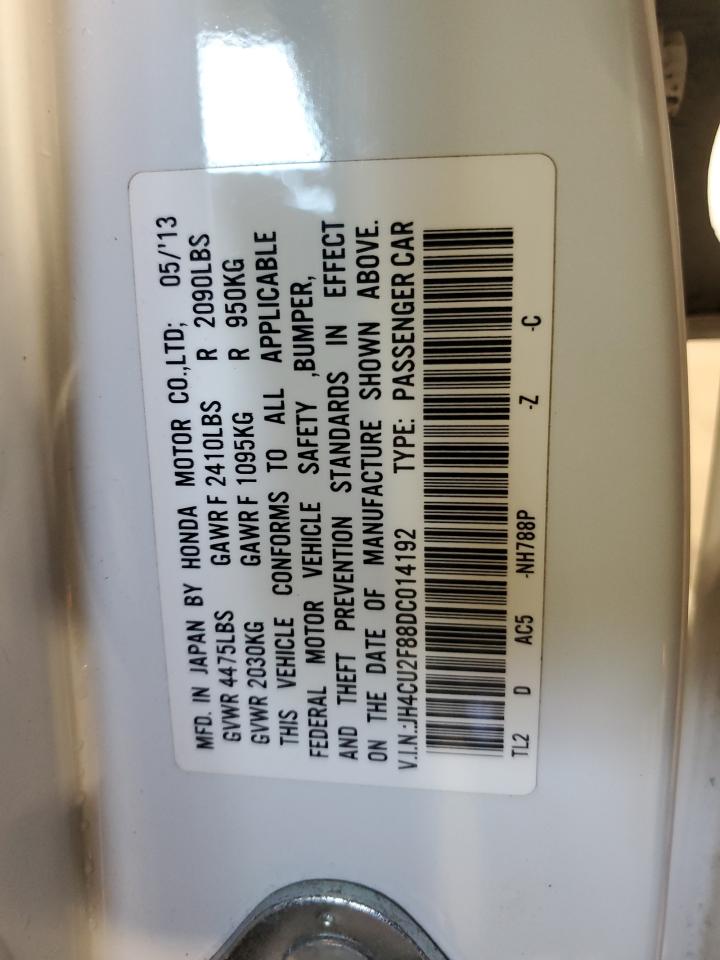 MFD. IN JAPAN BY HONDA MOTOR CO.,LTD; 05/'13
GVWR 4475LBS GAWR F 2410LBS R 2090LBS
GVWR 2030KG GAWR F 1095KG R 950KG
THIS VEHICLE CONFORMS TO ALL APPLICABLE
FEDERAL MOTOR VEHICLE SAFETY ,BUMPER,
AND THEFT PREVENTION STANDARDS IN EFFECT
ON THE DATE OF MANUFACTURE SHOWN ABOVE.
V.I.N.:JH4CU2F88DC014192 TYPE: PASSENGER CAR
TL2 D AC5 -NH788P -Z -C